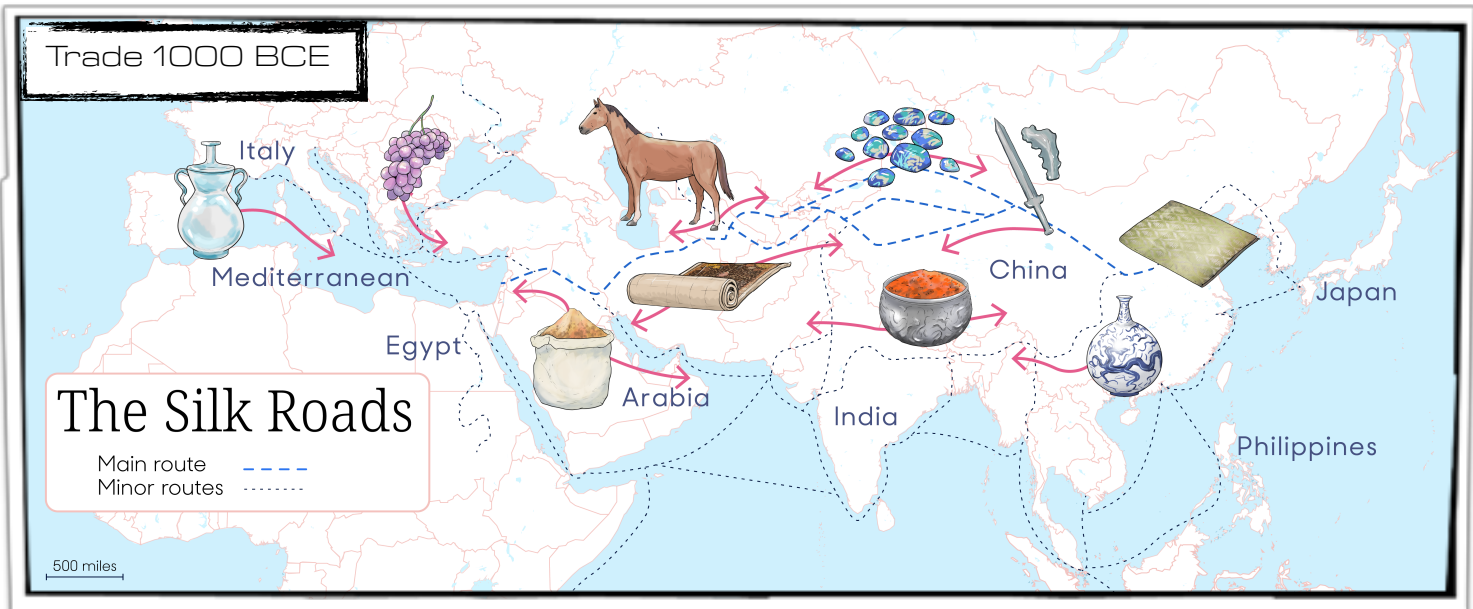 Trade 1000 BCE
Italy
Mediterranean
Egypt
Arabia
India
China
Japan
Philippines
The Silk Roads
Main route
Minor routes
500 miles